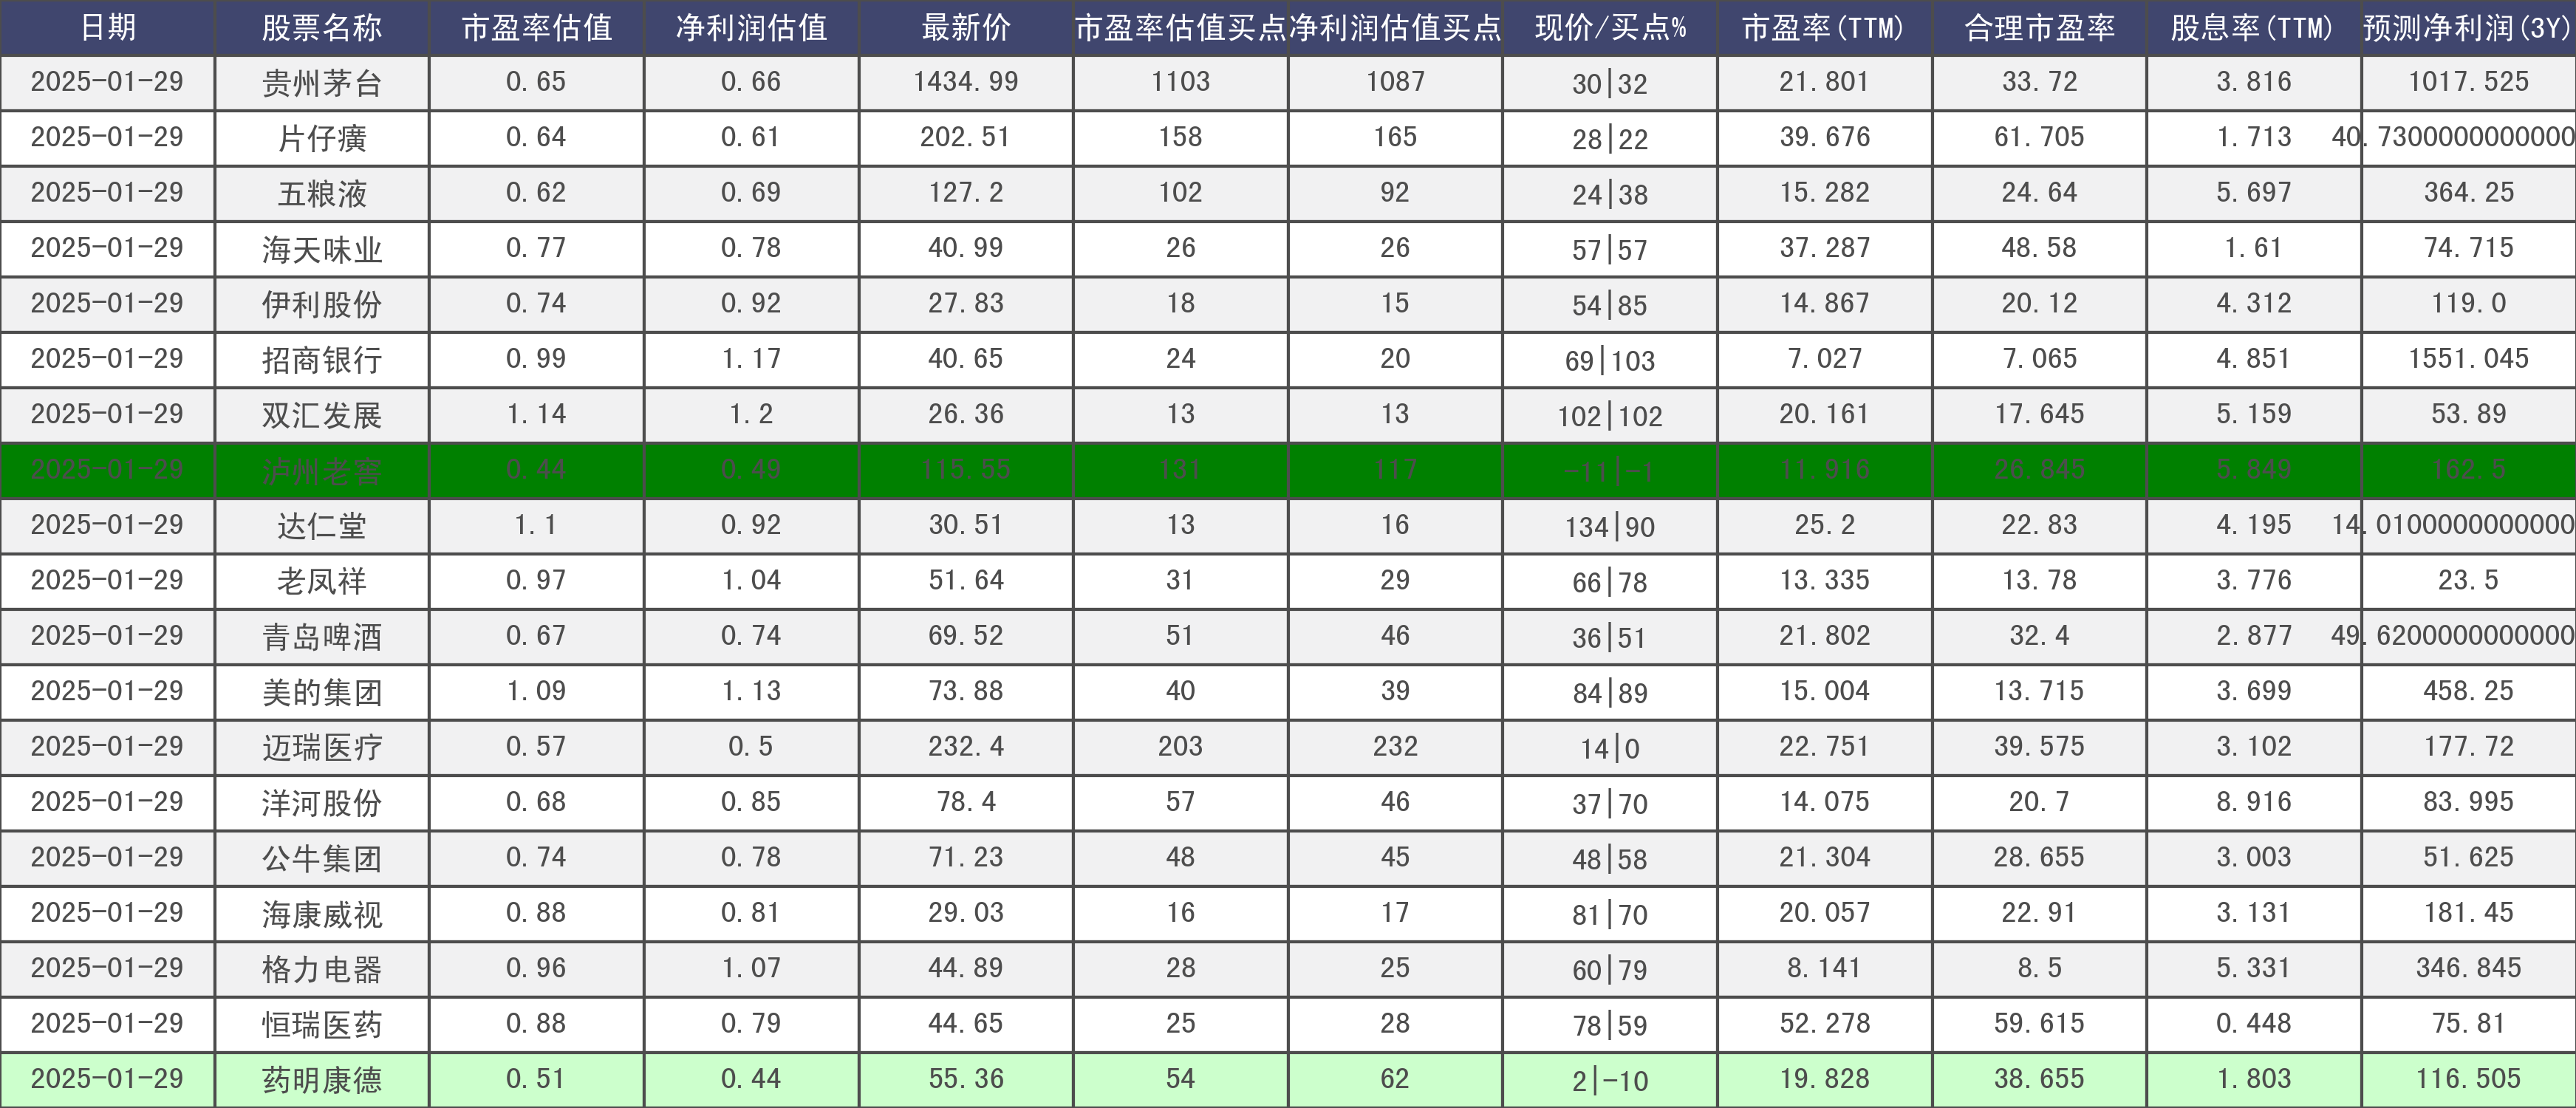 日期 股票名称 市盈率估值 净利润估值 最新价 市盈率估值买点 净利润估值买点 现价/买点% 市盈率(TTM) 合理市盈率 股息率(TTM) 预测净利润(3Y)
2025-01-29 贵州茅台 0.65 0.66 1434.99 1103 1087 30|32 21.801 33.72 3.816 1017.525
2025-01-29 片仔癀 0.64 0.61 202.51 158 165 28|22 39.676 61.705 1.713 40.7300000000000
2025-01-29 五粮液 0.62 0.69 127.2 102 92 24|38 15.282 24.64 5.697 364.25
2025-01-29 海天味业 0.77 0.78 40.99 26 26 57|57 37.287 48.58 1.61 74.715
2025-01-29 伊利股份 0.74 0.92 27.83 18 15 54|85 14.867 20.12 4.312 119.0
2025-01-29 招商银行 0.99 1.17 40.65 24 20 69|103 7.027 7.065 4.851 1551.045
2025-01-29 双汇发展 1.14 1.2 26.36 13 13 102|102 20.161 17.645 5.159 53.89
2025-01-29 泸州老窖 0.44 0.49 115.55 131 117 -11|-1 11.916 26.845 5.849 162.5
2025-01-29 达仁堂 1.1 0.92 30.51 13 16 134|90 25.2 22.83 4.195 14.0100000000000
2025-01-29 老凤祥 0.97 1.04 51.64 31 29 66|78 13.335 13.78 3.776 23.5
2025-01-29 青岛啤酒 0.67 0.74 69.52 51 46 36|51 21.802 32.4 2.877 49.6200000000000
2025-01-29 美的集团 1.09 1.13 73.88 40 39 84|89 15.004 13.715 3.699 458.25
2025-01-29 迈瑞医疗 0.57 0.5 232.4 203 232 14|0 22.751 39.575 3.102 177.72
2025-01-29 洋河股份 0.68 0.85 78.4 57 46 37|70 14.075 20.7 8.916 83.995
2025-01-29 公牛集团 0.74 0.78 71.23 48 45 48|58 21.304 28.655 3.003 51.625
2025-01-29 海康威视 0.88 0.81 29.03 16 17 81|70 20.057 22.91 3.131 181.45
2025-01-29 格力电器 0.96 1.07 44.89 28 25 60|79 8.141 8.5 5.331 346.845
2025-01-29 恒瑞医药 0.88 0.79 44.65 25 28 78|59 52.278 59.615 0.448 75.81
2025-01-29 药明康德 0.51 0.44 55.36 54 62 2|-10 19.828 38.655 1.803 116.505